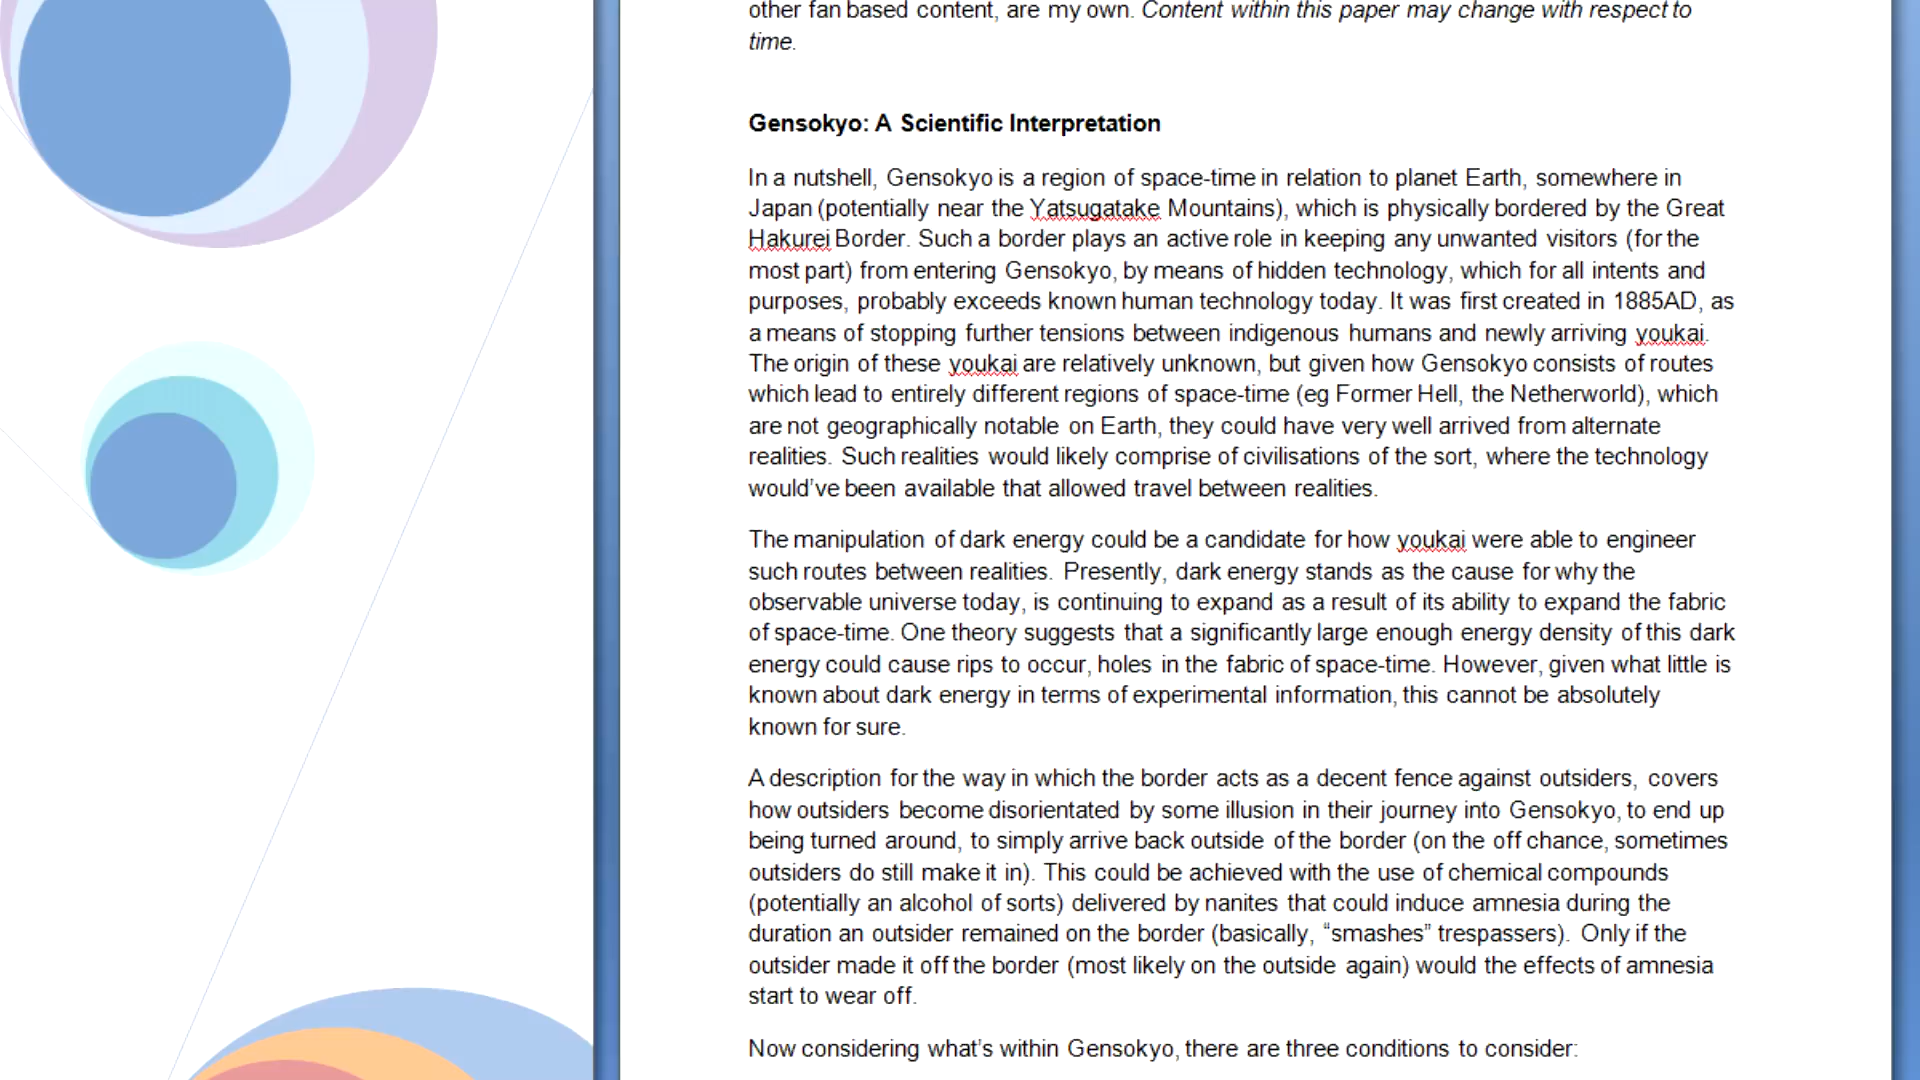 other fan based content, are my own. Content within this paper may change with respect to
time.
Gensokyo: A Scientific Interpretation
In a nutshell, Gensokyo is a region of space-time in relation to planet Earth, somewhere in
Japan (potentially near the Yatsugatake Mountains), which is physically bordered by the Great
Hakurei Border. Such a border plays an active role in keeping any unwanted visitors (for the
most part) from entering Gensokyo, by means of hidden technology, which for all intents and
purposes, probably exceeds known human technology today. It was first created in 1885AD, as
a means of stopping further tensions between indigenous humans and newly arriving youkai.
The origin of these youkai are relatively unknown, but given how Gensokyo consists of routes
which lead to entirely different regions of space-time (eg Former Hell, the Netherworld), which
are not geographically notable on Earth, they could have very well arrived from alternate
realities. Such realities would likely comprise of civilisations of the sort, where the technology
would've been available that allowed travel between realities.
The manipulation of dark energy could be a candidate for how youkai were able to engineer
such routes between realities. Presently, dark energy stands as the cause for why the
observable universe today, is continuing to expand as a result of its ability to expand the fabric
of space-time. One theory suggests that a significantly large enough energy density of this dark
energy could cause rips to occur, holes in the fabric of space-time. However, given what little is
known about dark energy in terms of experimental information, this cannot be absolutely
known for sure.
A description for the way in which the border acts as a decent fence against outsiders, covers
how outsiders become disorientated by some illusion in their journey into Gensokyo, to end up
being turned around, to simply arrive back outside of the border (on the off chance, sometimes
outsiders do still make it in). This could be achieved with the use of chemical compounds
(potentially an alcohol of sorts) delivered by nanites that could induce amnesia during the
duration an outsider remained on the border (basically, “smashes” trespassers). Only if the
outsider made it off the border (most likely on the outside again) would the effects of amnesia
start to wear off.
Now considering what's within Gensokyo, there are three conditions to consider: